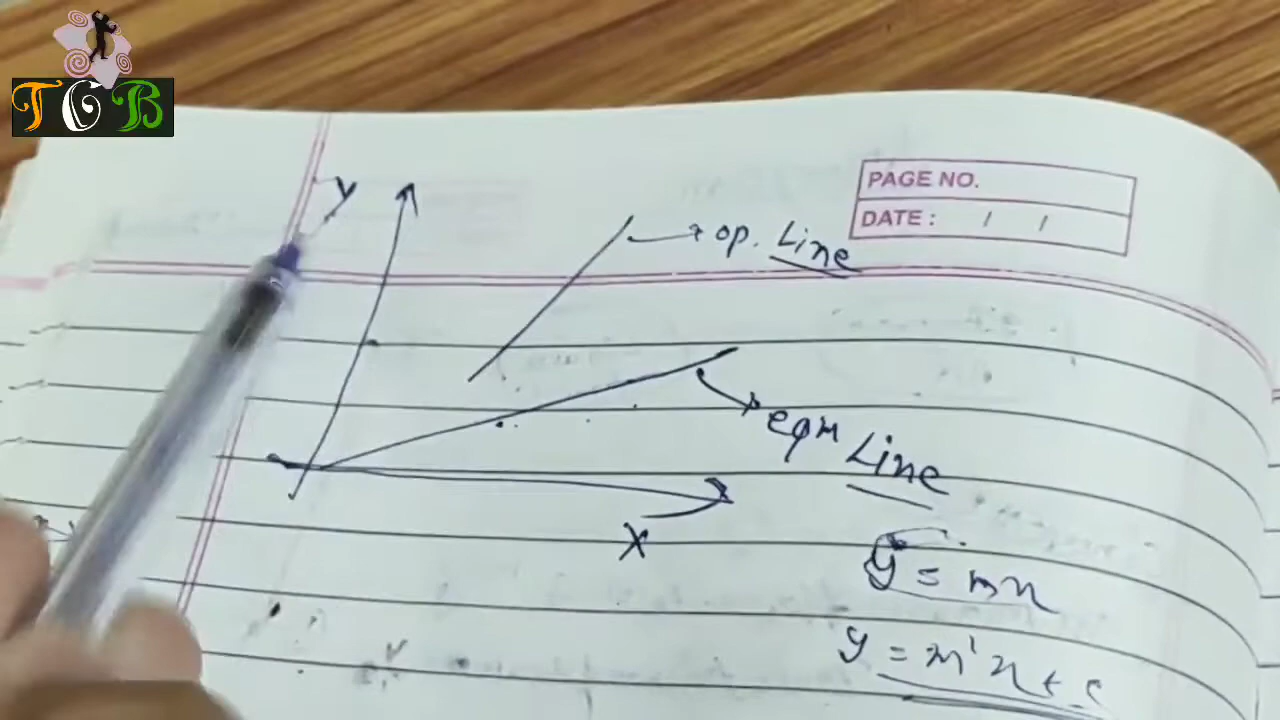 TGB
PAGE NO.
DATE : / /
y
op. Line
eqm Line
X
y = mx
y = m'x + c